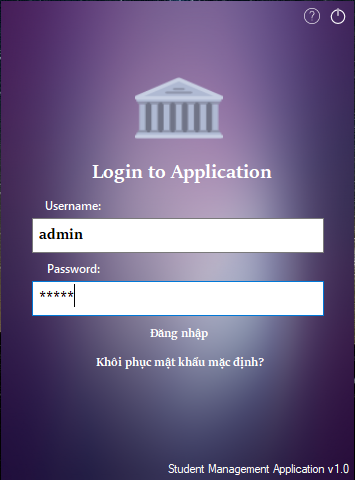 ?
Login to Application
Username:
admin
Password:
*****
Đăng nhập
Khôi phục mật khẩu mặc định?
Student Management Application v1.0